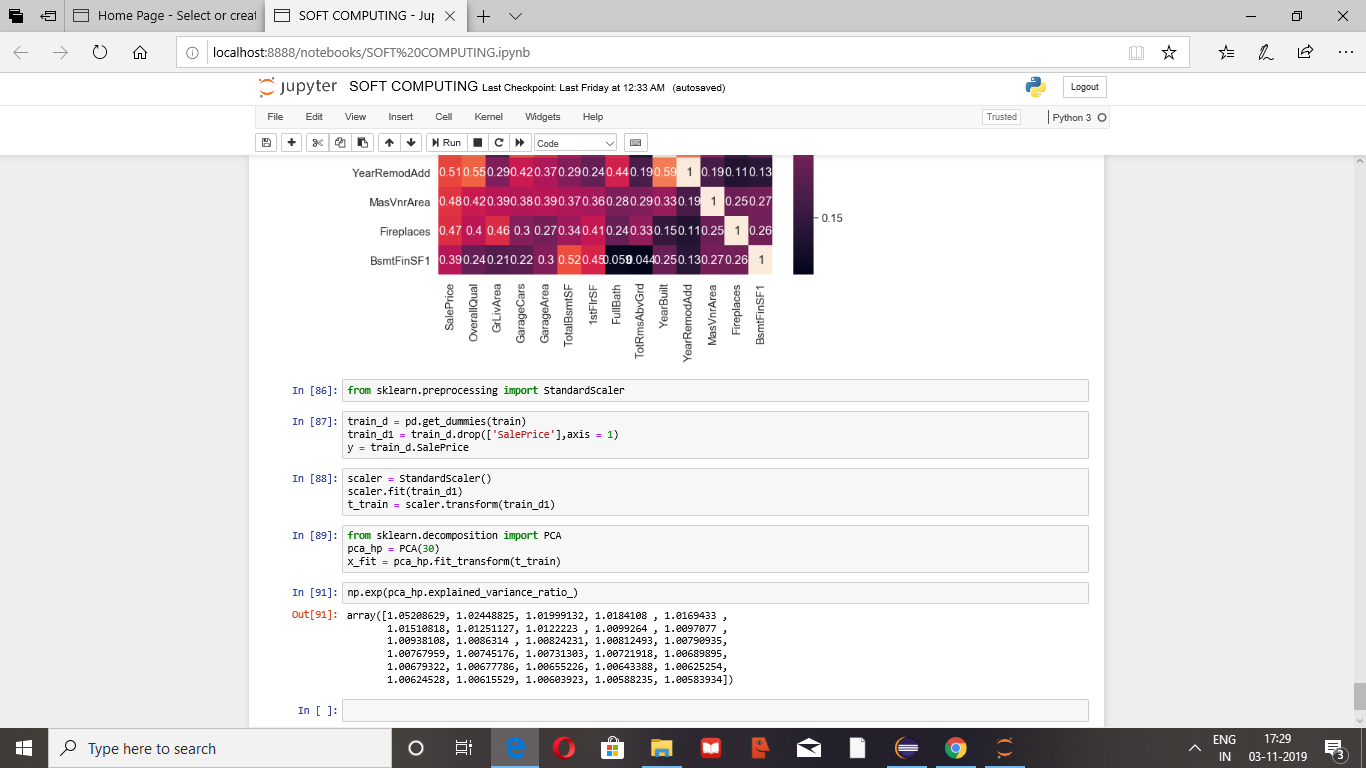 Home Page - Select or creat
SOFT COMPUTING - Jup
localhost:8888/notebooks/SOFT%20COMPUTING.ipynb
jupyter SOFT COMPUTING Last Checkpoint: Last Friday at 12:33 AM (autosaved)
Logout
File Edit View Insert Cell Kernel Widgets Help
Trusted
Python 3
Run
Code
YearRemodAdd 0.51 0.55 0.29 0.42 0.37 0.29 0.24 0.44 0.19 0.59 1 0.19 0.11 0.13
MasVnrArea 0.48 0.42 0.39 0.38 0.39 0.37 0.36 0.28 0.29 0.33 0.19 1 0.25 0.27
0.15
Fireplaces 0.47 0.4 0.46 0.3 0.27 0.34 0.41 0.24 0.33 0.15 0.11 0.25 1 0.26
BsmtFinSF1 0.39 0.24 0.21 0.22 0.3 0.52 0.45 0.059 0.044 0.25 0.13 0.27 0.26 1
SalePrice
OverallQual
GrLivArea
GarageCars
GarageArea
TotalBsmtSF
1stFlrSF
FullBath
TotRmsAbvGrd
YearBuilt
YearRemodAdd
MasVnrArea
Fireplaces
BsmtFinSF1
In [86]: from sklearn.preprocessing import StandardScaler
In [87]: train_d = pd.get_dummies(train)
train_d1 = train_d.drop(['SalePrice'],axis = 1)
y = train_d.SalePrice
In [88]: scaler = StandardScaler()
scaler.fit(train_d1)
t_train = scaler.transform(train_d1)
In [89]: from sklearn.decomposition import PCA
pca_hp = PCA(30)
x_fit = pca_hp.fit_transform(t_train)
In [91]: np.exp(pca_hp.explained_variance_ratio_)
Out[91]: array([1.05208629, 1.02448825, 1.01999132, 1.0184108 , 1.0169433 ,
1.01510818, 1.01251127, 1.0122223 , 1.0099264 , 1.0097077 ,
1.00938108, 1.0086314 , 1.00824231, 1.00812493, 1.00790935,
1.00767959, 1.00745176, 1.00731303, 1.00721918, 1.00689895,
1.00679322, 1.00677786, 1.00655226, 1.00643388, 1.00625254,
1.00624528, 1.00615529, 1.00603923, 1.00588235, 1.00583934])
In [ ]:
Type here to search
ENG
IN
17:29
03-11-2019
3